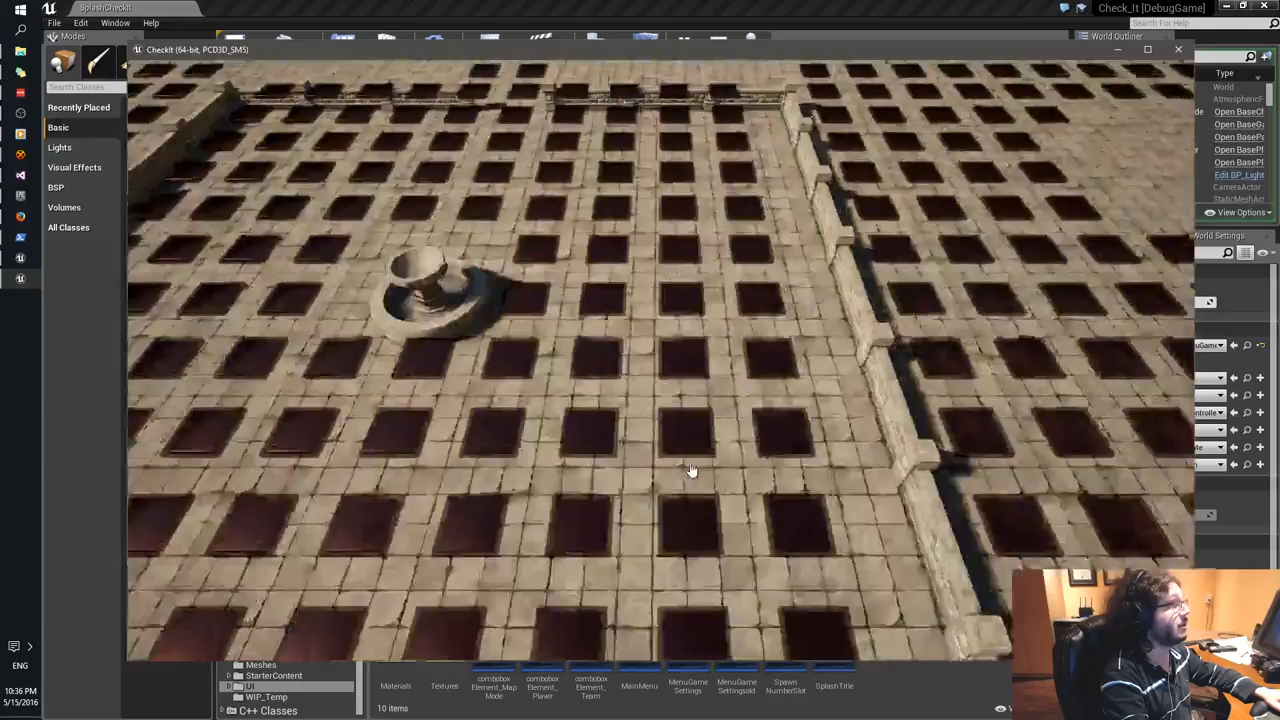 SplashCheckIt
Check_It [DebugGame]
File Edit Window Help
Search For Help
Modes
World Outliner
CheckIt (64-bit, PCD3D_SM5)
Search Classes
Recently Placed
Basic
Lights
Visual Effects
BSP
Volumes
All Classes
Type
World
AtmosphericF
Open BaseCh
Open BaseGa
Open BasePa
Open BasePl
Open BasePl
Edit BP_Light
CameraActor
StaticMeshAct
View Options
World Settings
Meshes
StarterContent
UI
WIP_Temp
C++ Classes
Materials
Textures
combobox Element_Map Mode
combobox Element_ Player
combobox Element_ Team
MainMenu
MenuGame Settings
MenuGame Settingsold
Spawn NumberSlot
SplashTitle
10 items
ENG
10:36 PM
5/15/2016